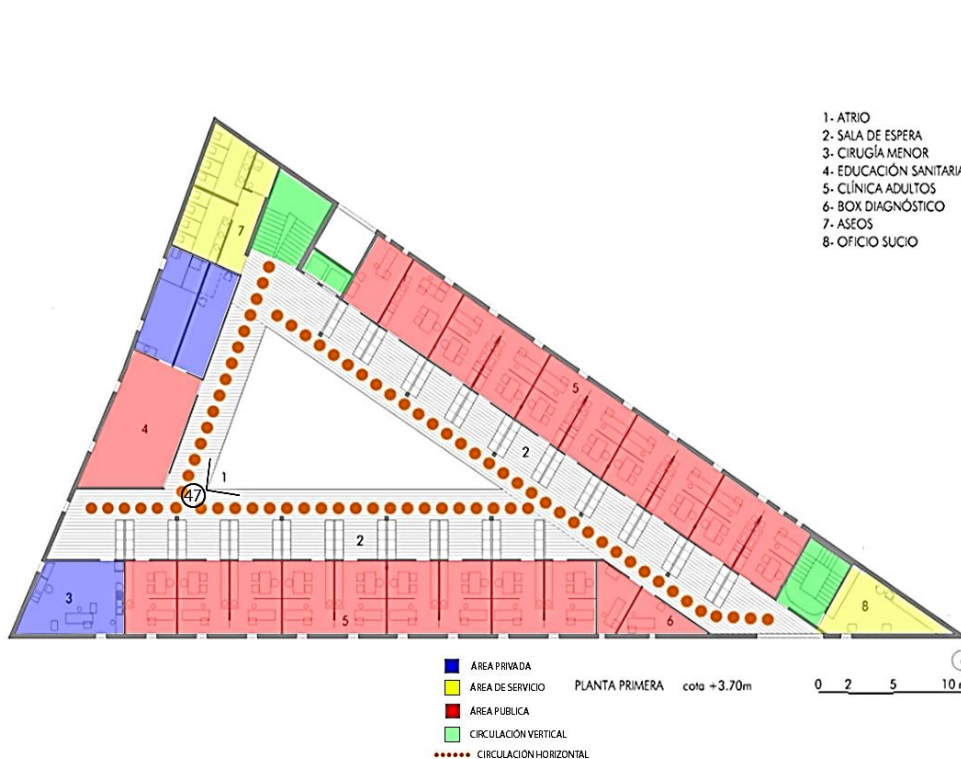 1- ATRIO
2- SALA DE ESPERA
3- CIRUGÍA MENOR
4- EDUCACIÓN SANITARIA
5- CLÍNICA ADULTOS
6- BOX DIAGNÓSTICO
7- ASEOS
8- OFICIO SUCIO
7
5
4
2
1
47
2
3
5
6
8
ÁREA PRIVADA
ÁREA DE SERVICIO
ÁREA PUBLICA
CIRCULACIÓN VERTICAL
CIRCULACIÓN HORIZONTAL
PLANTA PRIMERA cota +3.70m
0 2 5 10